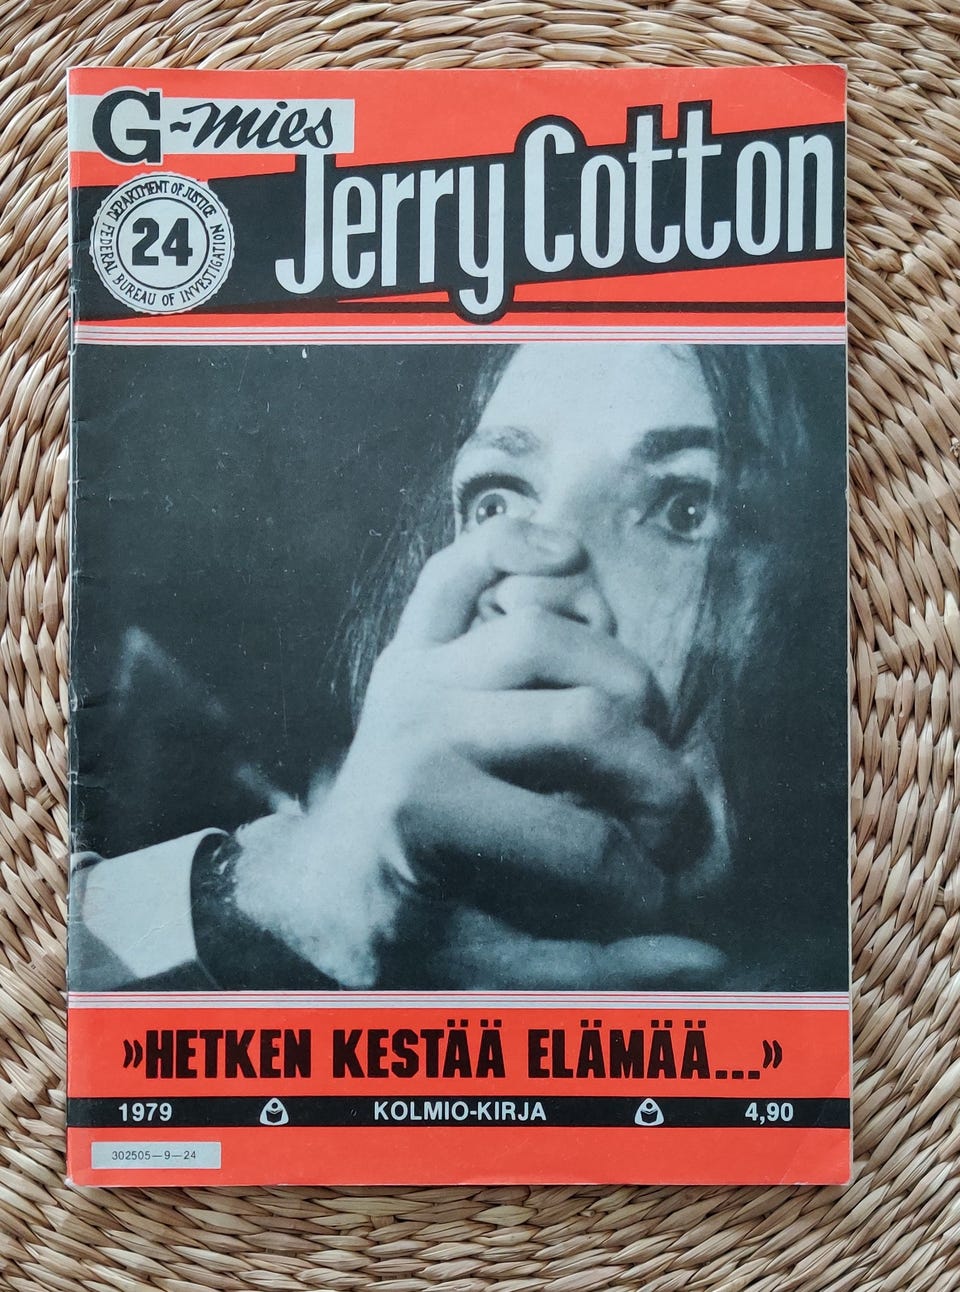 G-mies
Jerry Cotton
DEPARTMENT OF JUSTICE
24
FEDERAL BUREAU OF INVESTIGATION
»HETKEN KESTÄÄ ELÄMÄÄ...»
1979 KOLMIO-KIRJA 4,90
302505—9—24